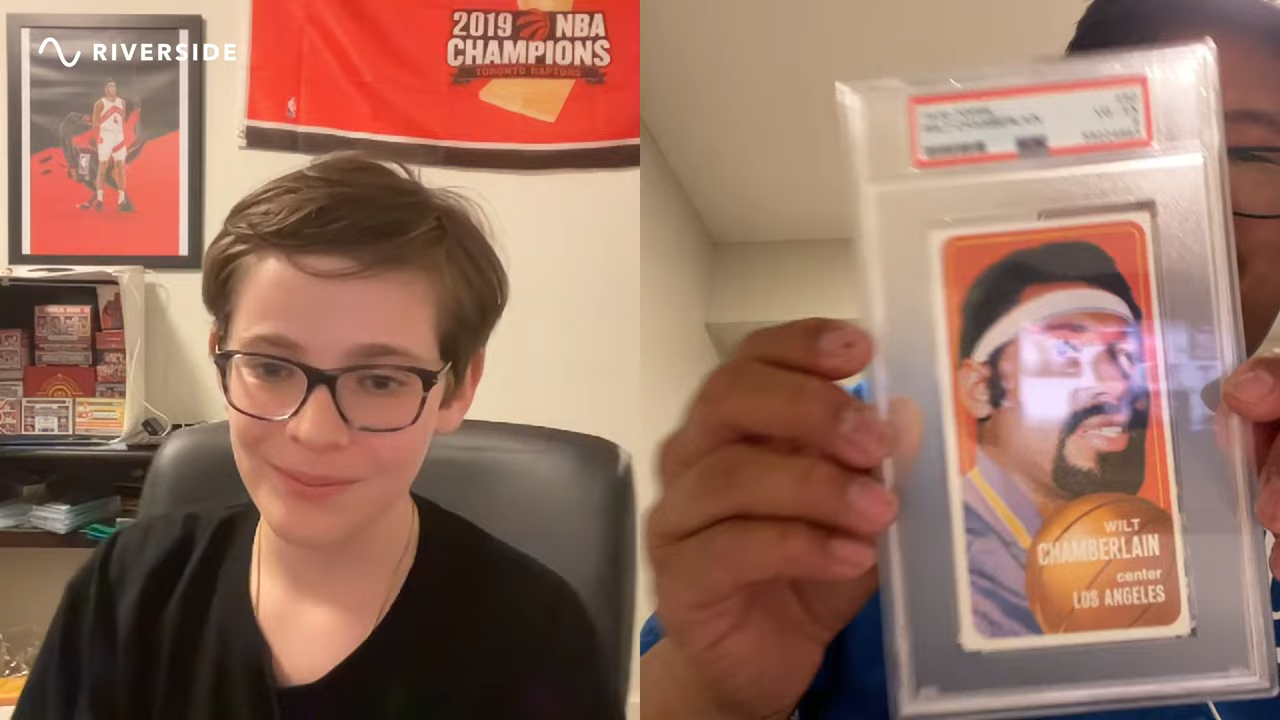 RIVERSIDE
2019 NBA
CHAMPIONS
TORONTO RAPTORS
WILT
CHAMBERLAIN
center
LOS ANGELES